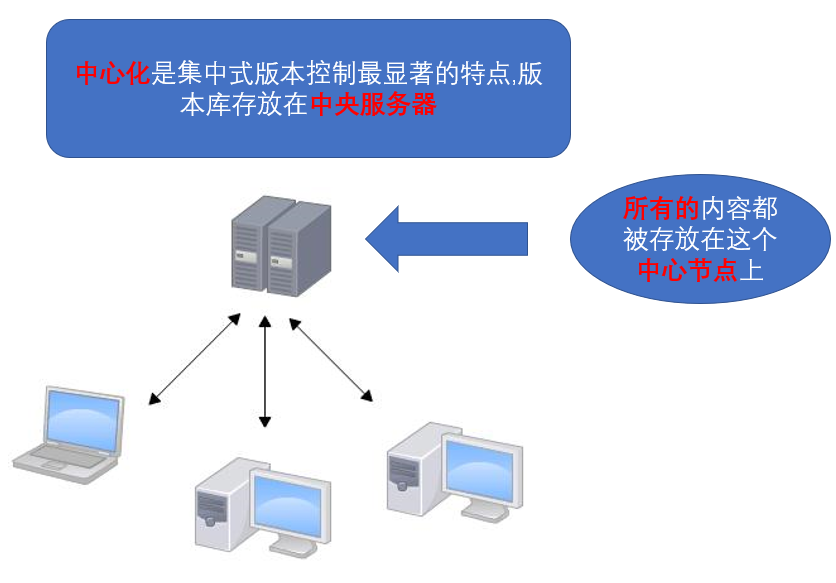 中心化是集中式版本控制最显著的特点,版
本库存放在中央服务器
所有的内容都
被存放在这个
中心节点上